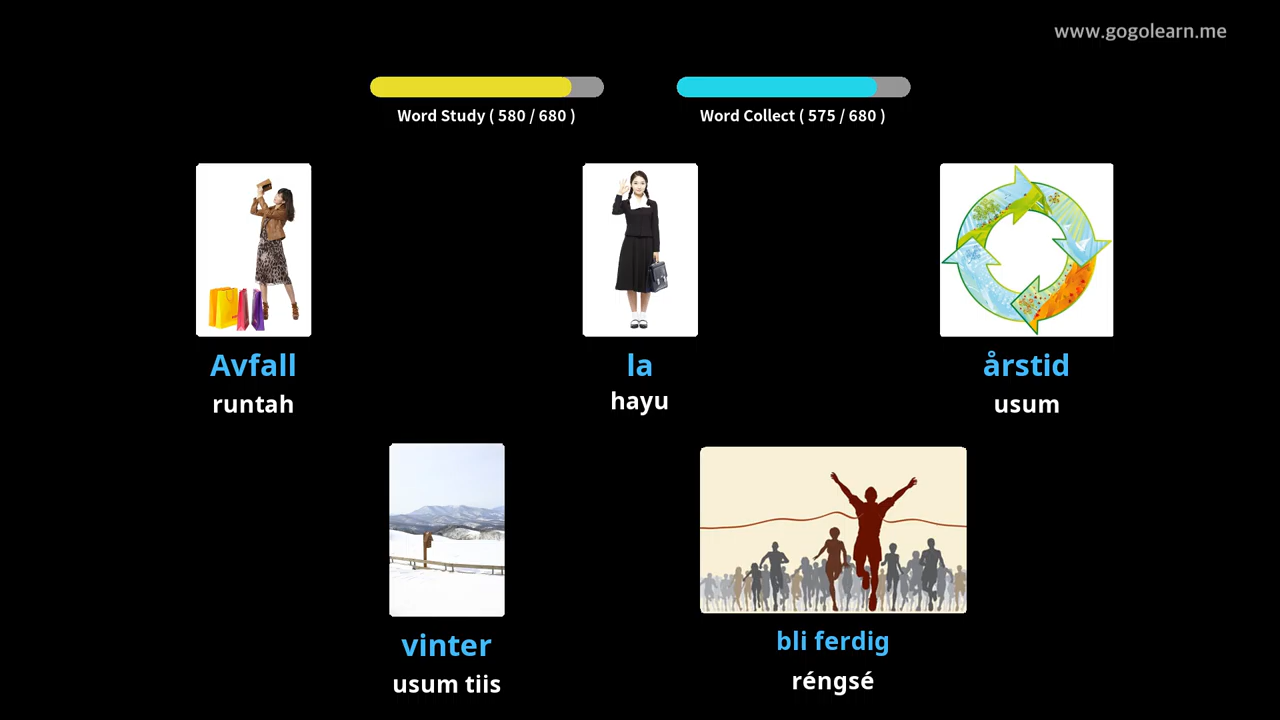 www.gogolearn.me
Word Study ( 580 / 680 )
Word Collect ( 575 / 680 )
Avfall
runtah
la
hayu
årstid
usum
vinter
usum tiis
bli ferdig
réngsé